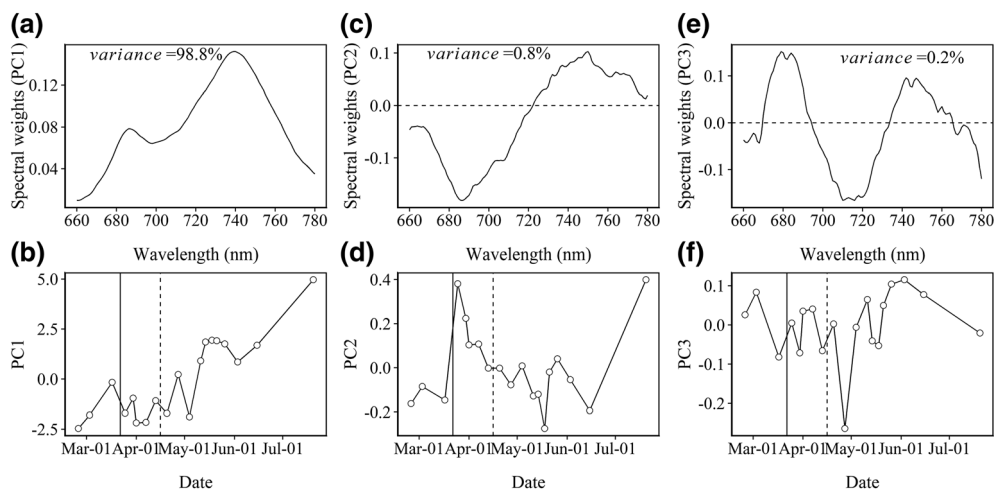 (a)
variance =98.8%
Spectral weights (PC1)
0.12
0.08
0.04
660 680 700 720 740 760 780
Wavelength (nm)
(c)
variance =0.8%
Spectral weights (PC2)
0.1
0.0
-0.1
660 680 700 720 740 760 780
Wavelength (nm)
(e)
variance =0.2%
Spectral weights (PC3)
0.1
0.0
-0.1
660 680 700 720 740 760 780
Wavelength (nm)
(b)
PC1
5.0
2.5
0.0
-2.5
Mar-01 Apr-01 May-01 Jun-01 Jul-01
Date
(d)
PC2
0.4
0.2
0.0
-0.2
Mar-01 Apr-01 May-01 Jun-01 Jul-01
Date
(f)
PC3
0.1
0.0
-0.1
-0.2
Mar-01 Apr-01 May-01 Jun-01 Jul-01
Date